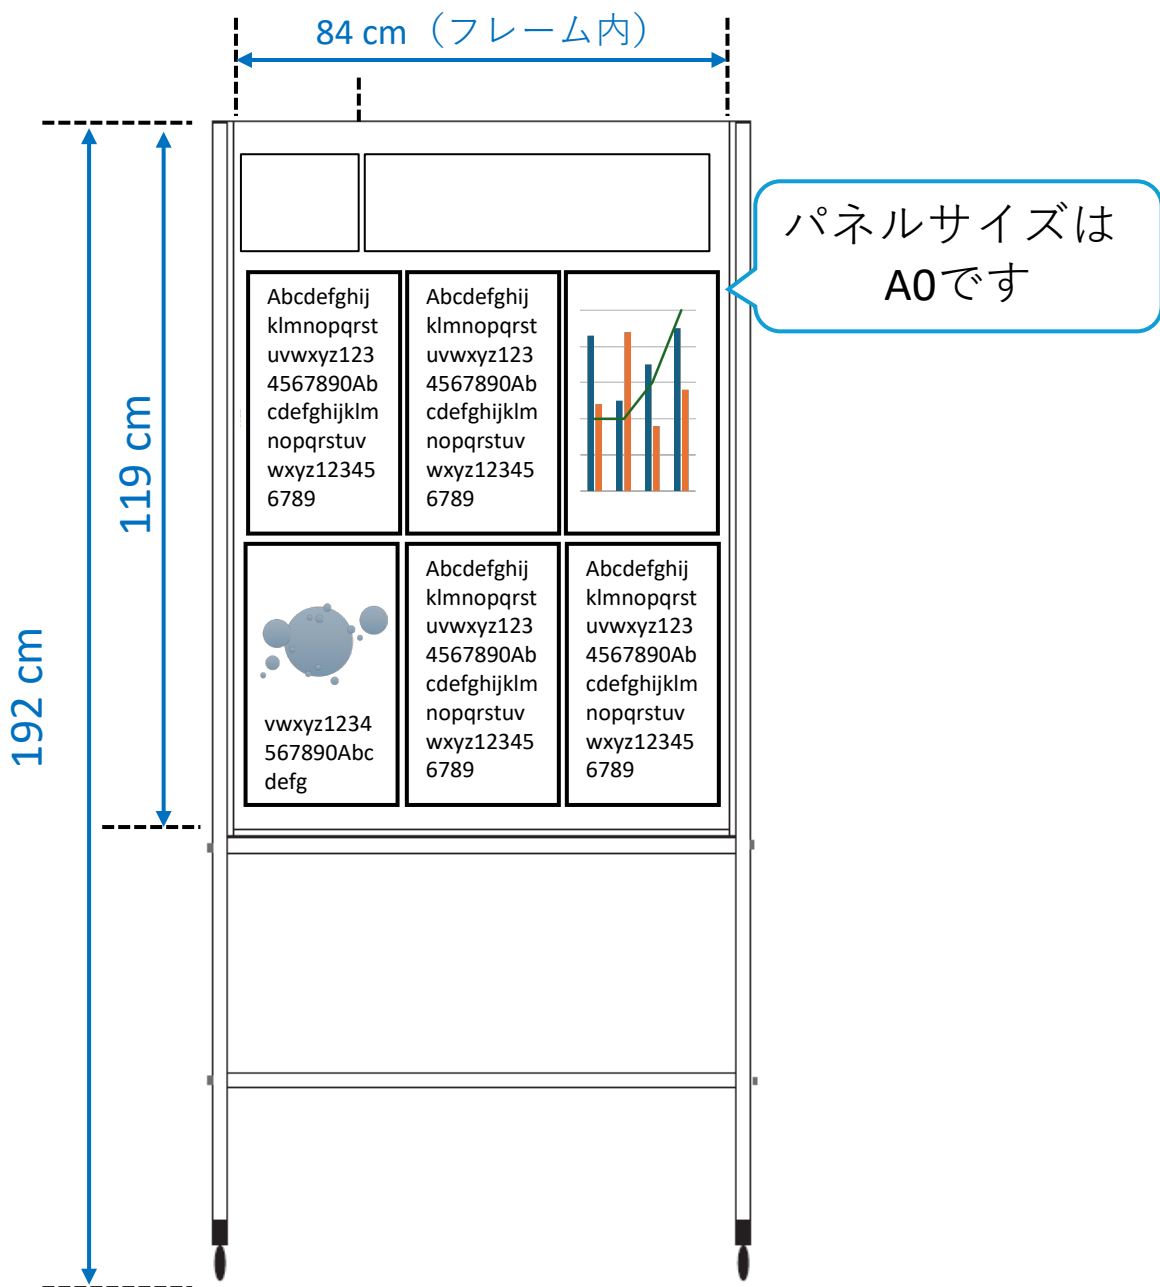 84 cm（フレーム内）
パネルサイズは
A0です
119 cm
192 cm
Abcdefghij
klmnopqrst
uvwxyz123
4567890Ab
cdefghijklm
nopqrstuv
wxyz12345
6789
Abcdefghij
klmnopqrst
uvwxyz123
4567890Ab
cdefghijklm
nopqrstuv
wxyz12345
6789
vwxyz1234
567890Abc
defg
Abcdefghij
klmnopqrst
uvwxyz123
4567890Ab
cdefghijklm
nopqrstuv
wxyz12345
6789
Abcdefghij
klmnopqrst
uvwxyz123
4567890Ab
cdefghijklm
nopqrstuv
wxyz12345
6789